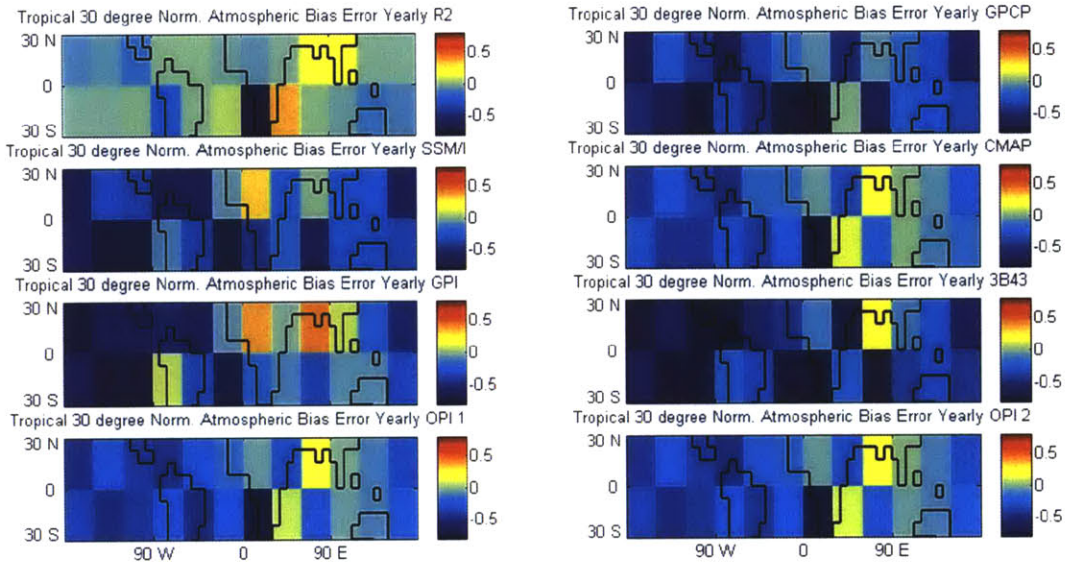 Tropical 30 degree Norm. Atmospheric Bias Error Yearly R2
30 N
0
30 S
0.5
0
-0.5
Tropical 30 degree Norm. Atmospheric Bias Error Yearly SSM/I
30 N
0
30 S
0.5
0
-0.5
Tropical 30 degree Norm. Atmospheric Bias Error Yearly GPI
30 N
0
30 S
0.5
0
-0.5
Tropical 30 degree Norm. Atmospheric Bias Error Yearly OPI 1
30 N
0
30 S
90 W 0 90 E
0.5
0
-0.5
Tropical 30 degree Norm. Atmospheric Bias Error Yearly GPCP
30 N
0
30 S
0.5
0
-0.5
Tropical 30 degree Norm. Atmospheric Bias Error Yearly CMAP
30 N
0
30 S
0.5
0
-0.5
Tropical 30 degree Norm. Atmospheric Bias Error Yearly 3B43
30 N
0
30 S
0.5
0
-0.5
Tropical 30 degree Norm. Atmospheric Bias Error Yearly OPI 2
30 N
0
30 S
90 W 0 90 E
0.5
0
-0.5